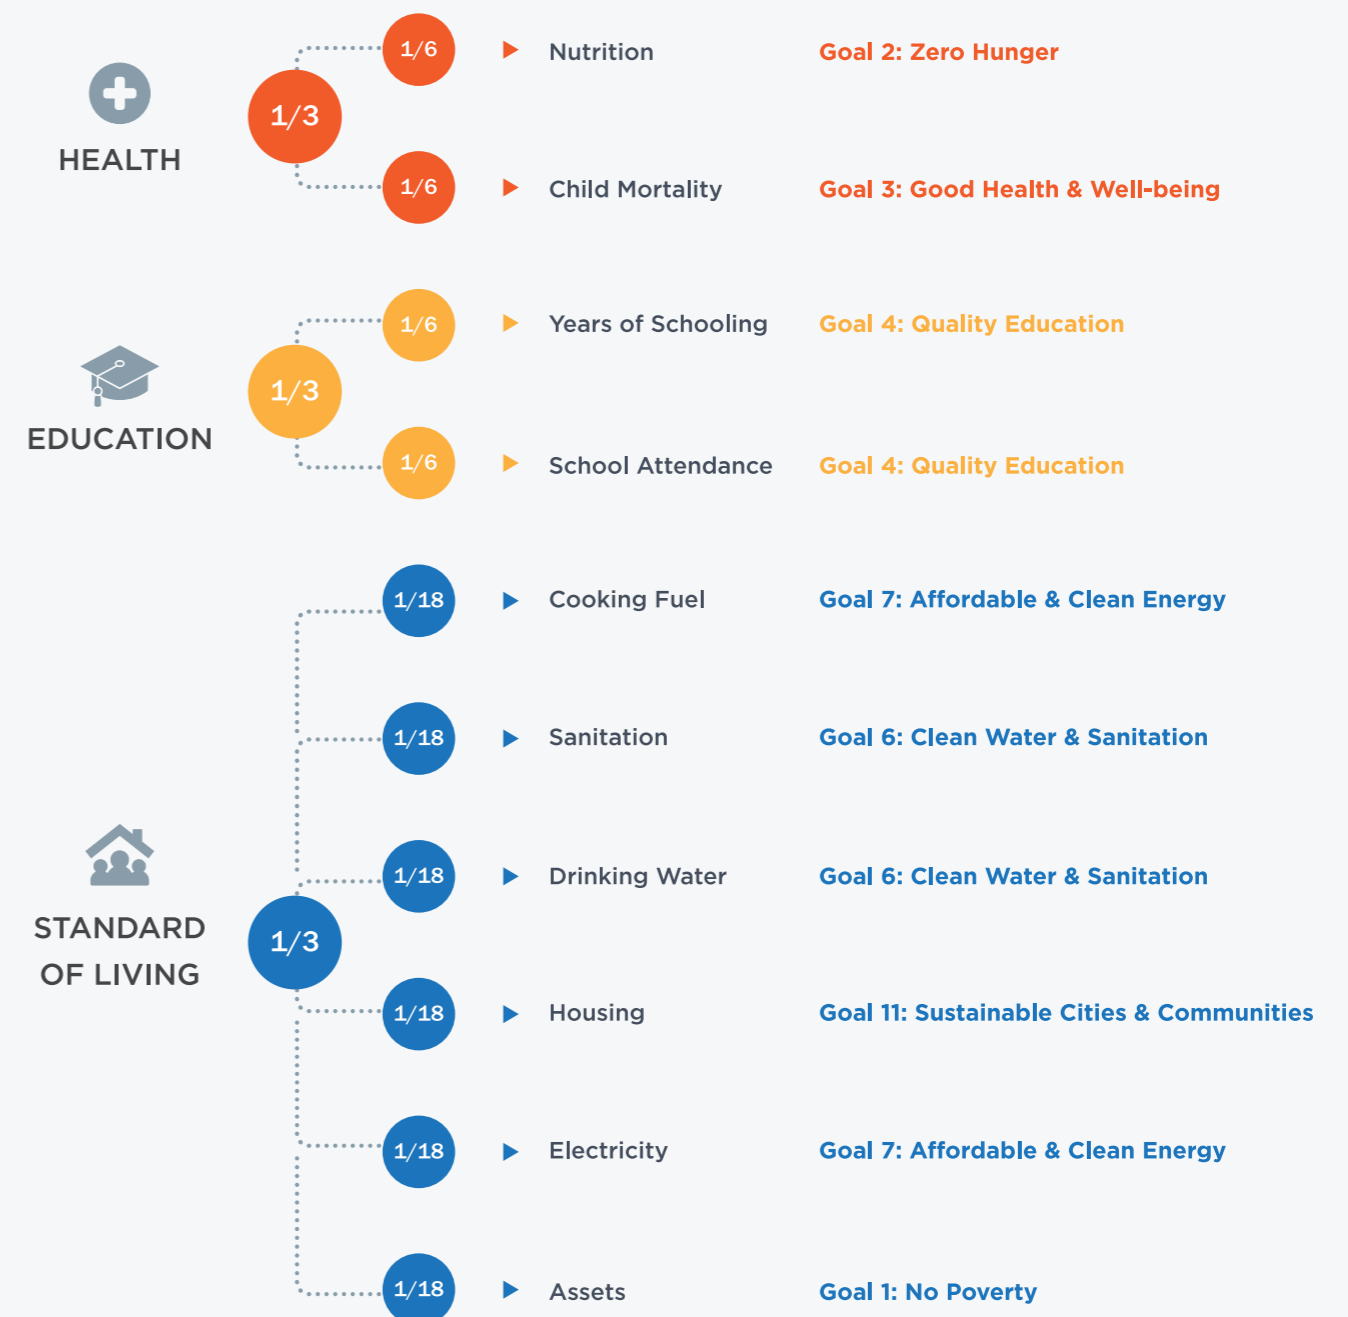 HEALTH
1/3
1/6
Nutrition
Goal 2: Zero Hunger
1/6
Child Mortality
Goal 3: Good Health & Well-being
EDUCATION
1/3
1/6
Years of Schooling
Goal 4: Quality Education
1/6
School Attendance
Goal 4: Quality Education
STANDARD
OF LIVING
1/3
1/18
Cooking Fuel
Goal 7: Affordable & Clean Energy
1/18
Sanitation
Goal 6: Clean Water & Sanitation
1/18
Drinking Water
Goal 6: Clean Water & Sanitation
1/18
Housing
Goal 11: Sustainable Cities & Communities
1/18
Electricity
Goal 7: Affordable & Clean Energy
1/18
Assets
Goal 1: No Poverty